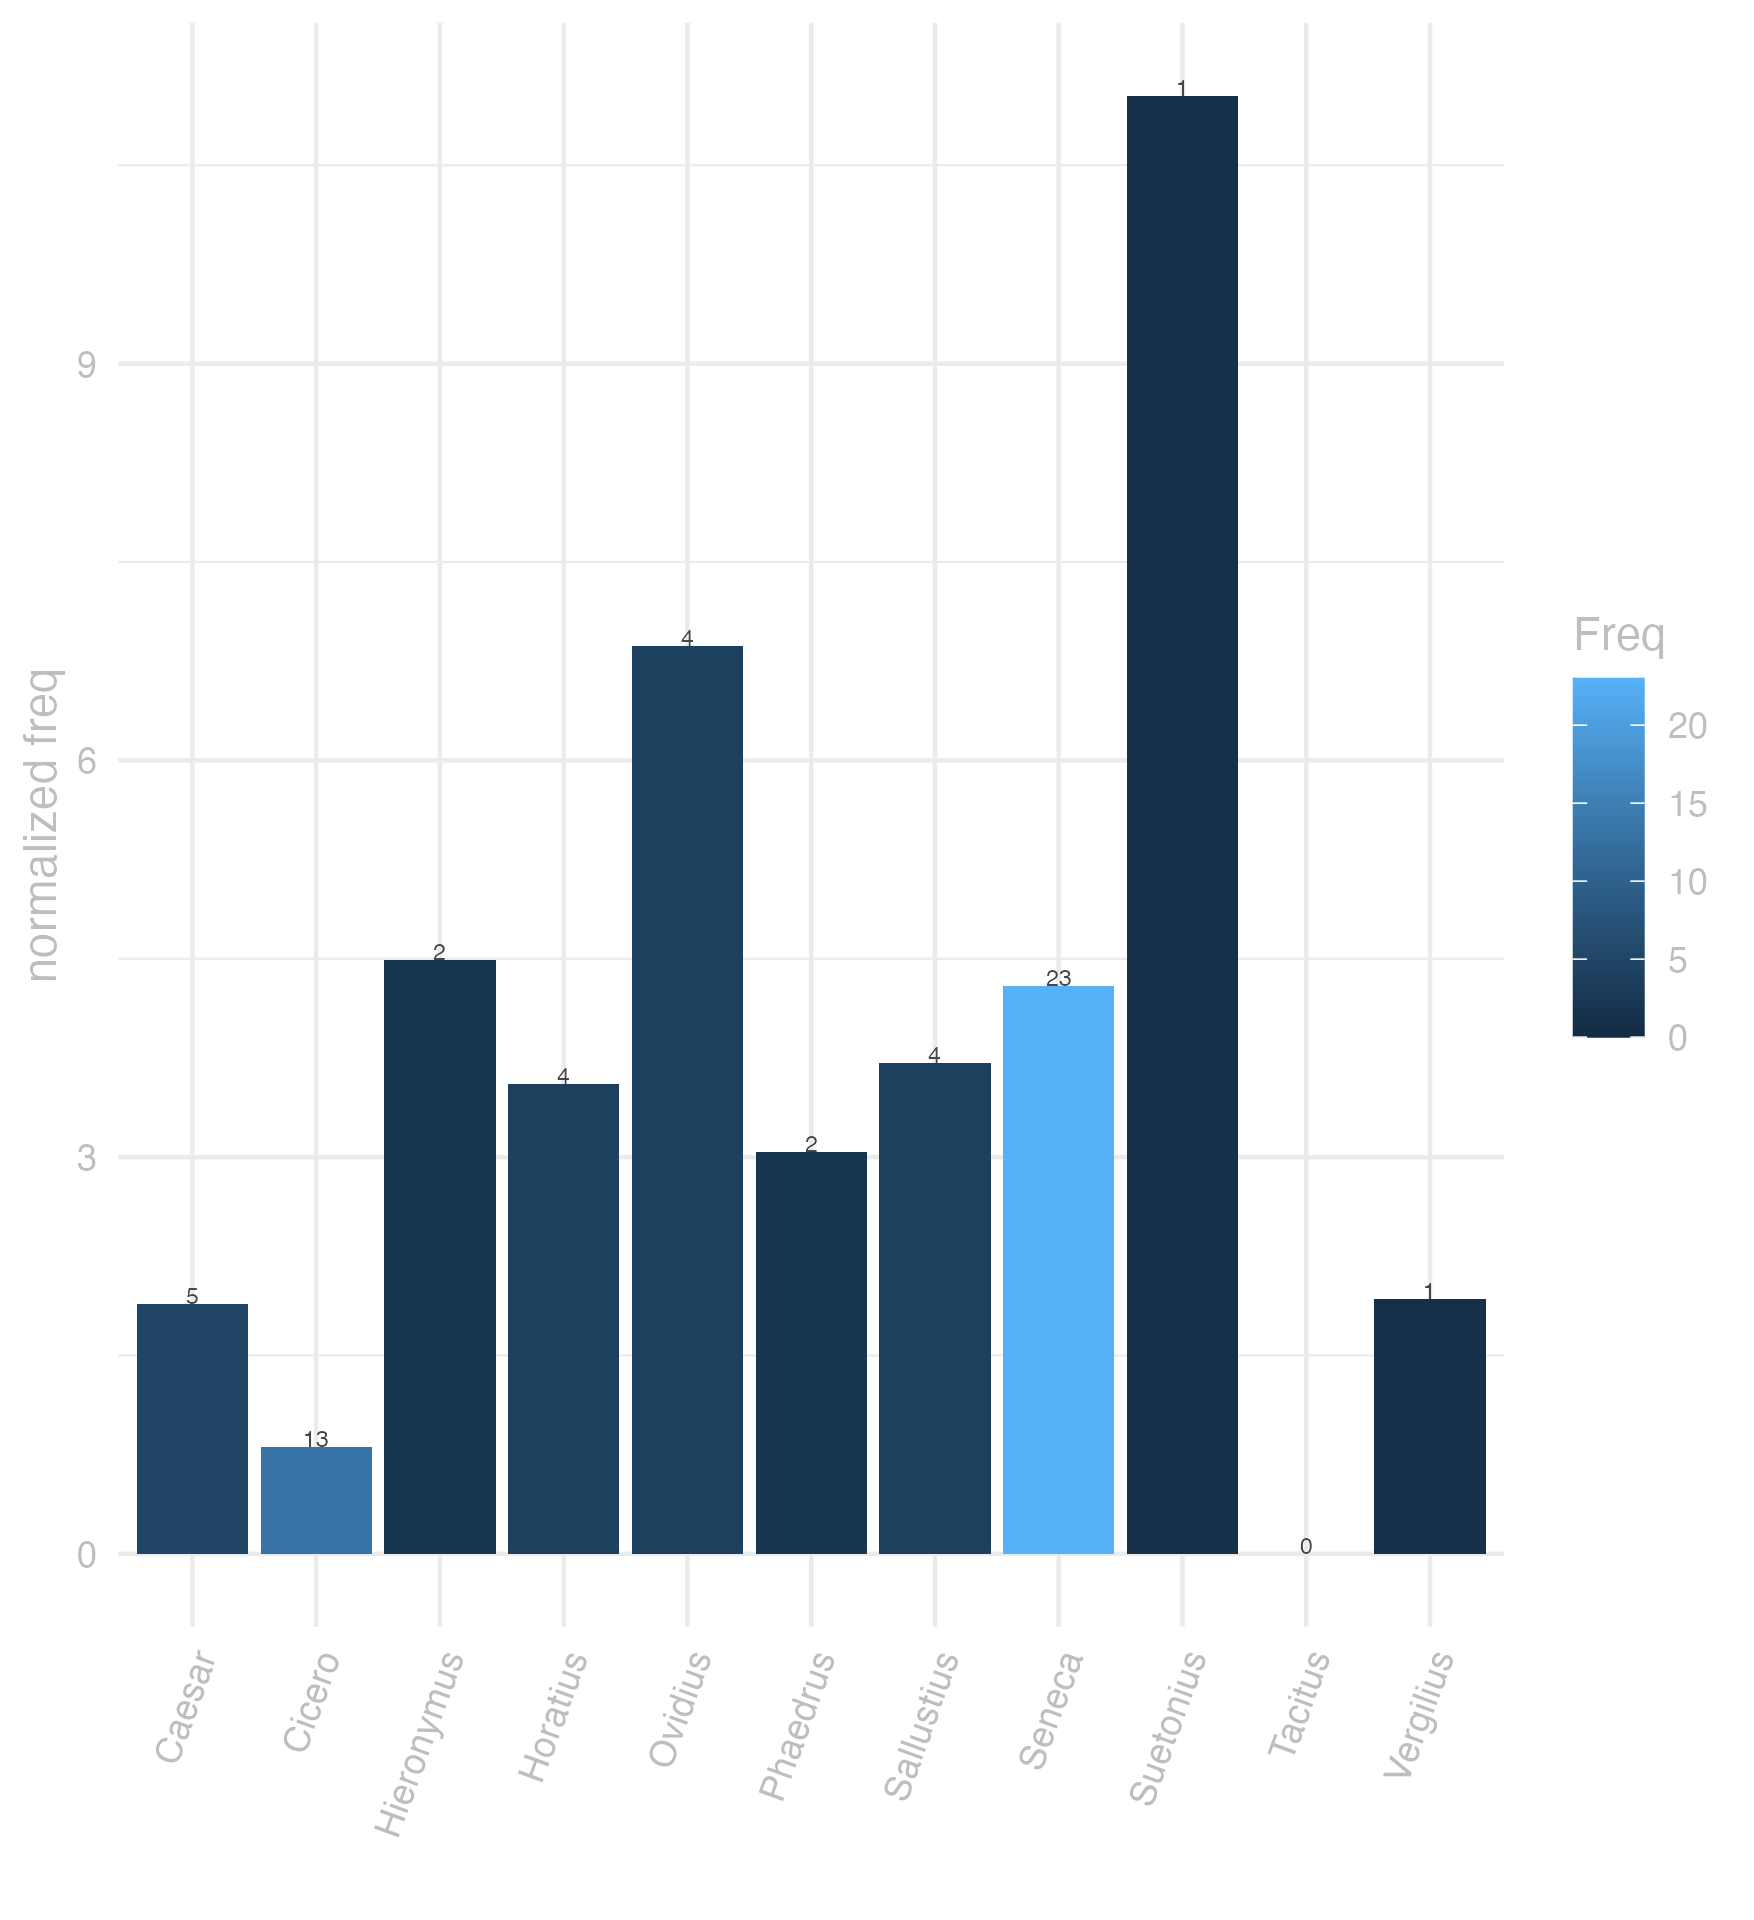 normalized freq
9
6
3
0
5
13
2
4
4
2
4
23
1
0
1
Caesar
Cicero
Hieronymus
Horatius
Ovidius
Phaedrus
Sallustius
Seneca
Suetonius
Tacitus
Vergilius
Freq
20
15
10
5
0